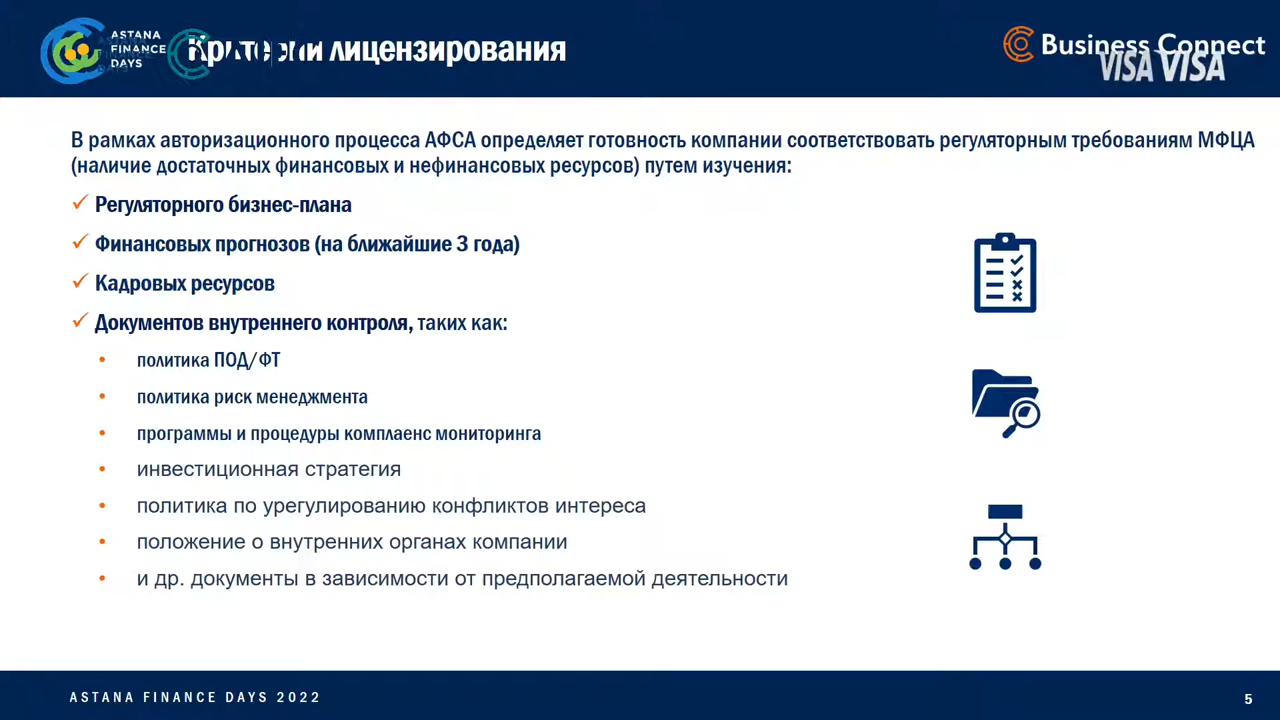 ASTANA
FINANCE
DAYS
Критерии лицензирования
Business Connect
VISA VISA
В рамках авторизационного процесса АФСА определяет готовность компании соответствовать регуляторным требованиям МФЦА
(наличие достаточных финансовых и нефинансовых ресурсов) путем изучения:
Регуляторного бизнес-плана
Финансовых прогнозов (на ближайшие 3 года)
Кадровых ресурсов
Документов внутреннего контроля, таких как:
политика ПОД/ФТ
политика риск менеджмента
программы и процедуры комплаенс мониторинга
инвестиционная стратегия
политика по урегулированию конфликтов интереса
положение о внутренних органах компании
и др. документы в зависимости от предполагаемой деятельности
ASTANA FINANCE DAYS 2022
5